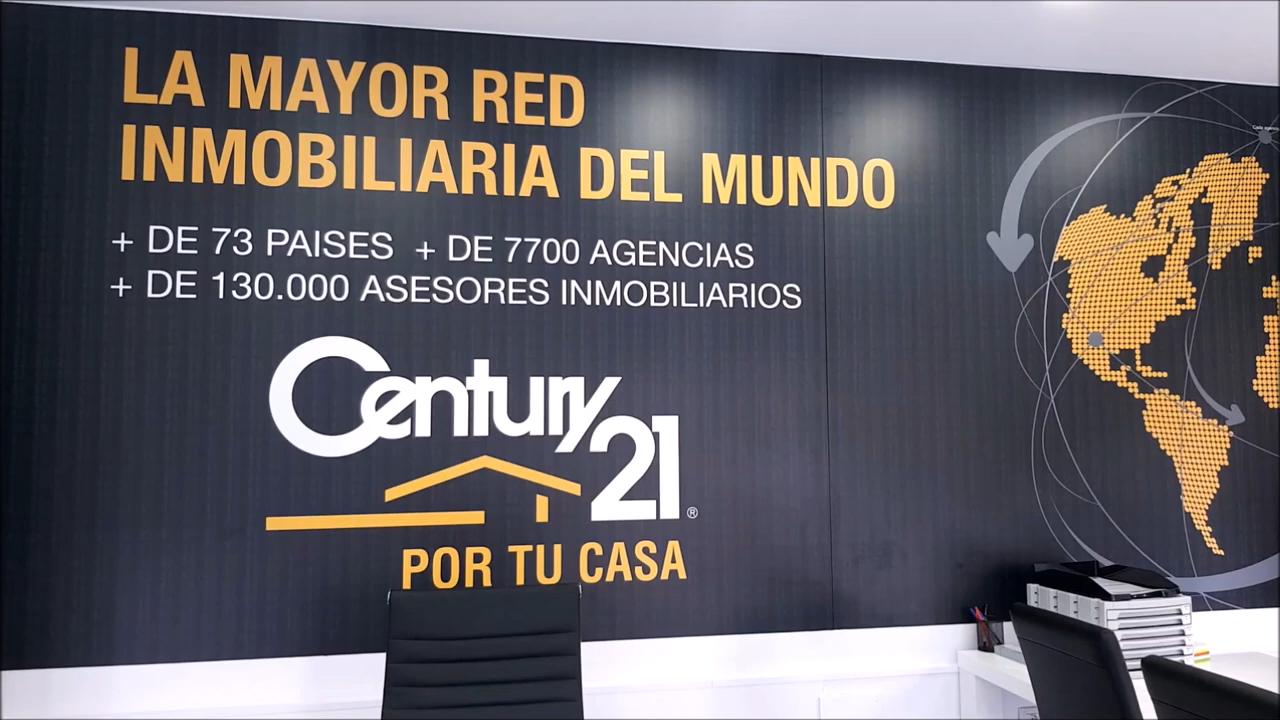 LA MAYOR RED
INMOBILIARIA DEL MUNDO
+ DE 73 PAISES + DE 7700 AGENCIAS
+ DE 130.000 ASESORES INMOBILIARIOS
Century
21®
POR TU CASA